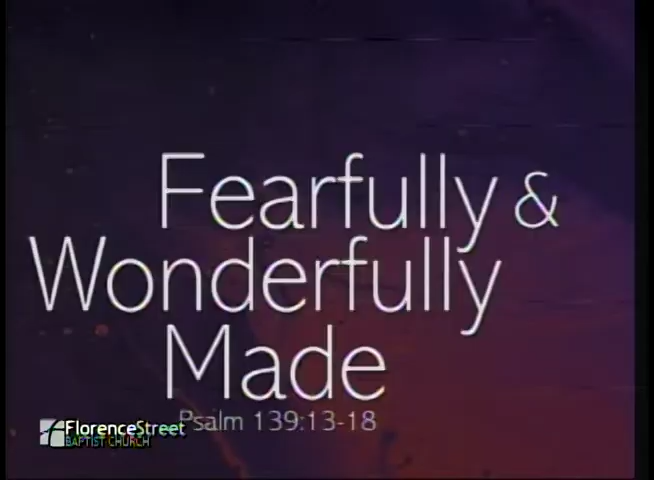 Fearfully &
Wonderfully
Made
Psalm 139:13-18
FlorenceStreet
BAPTIST CHURCH